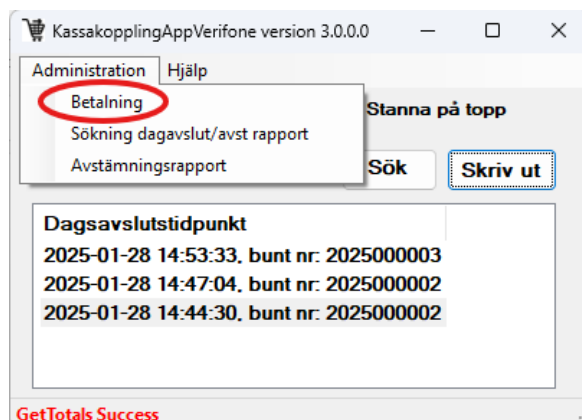 KassakopplingAppVerifone version 3.0.0.0
Administration Hjälp
Betalning
Stanna på topp
Sökning dagavslut/avst rapport
Avstämningsrapport
Sök Skriv ut
Dagsavslutstidpunkt
2025-01-28 14:53:33, bunt nr: 2025000003
2025-01-28 14:47:04, bunt nr: 2025000002
2025-01-28 14:44:30, bunt nr: 2025000002
GetTotals Success